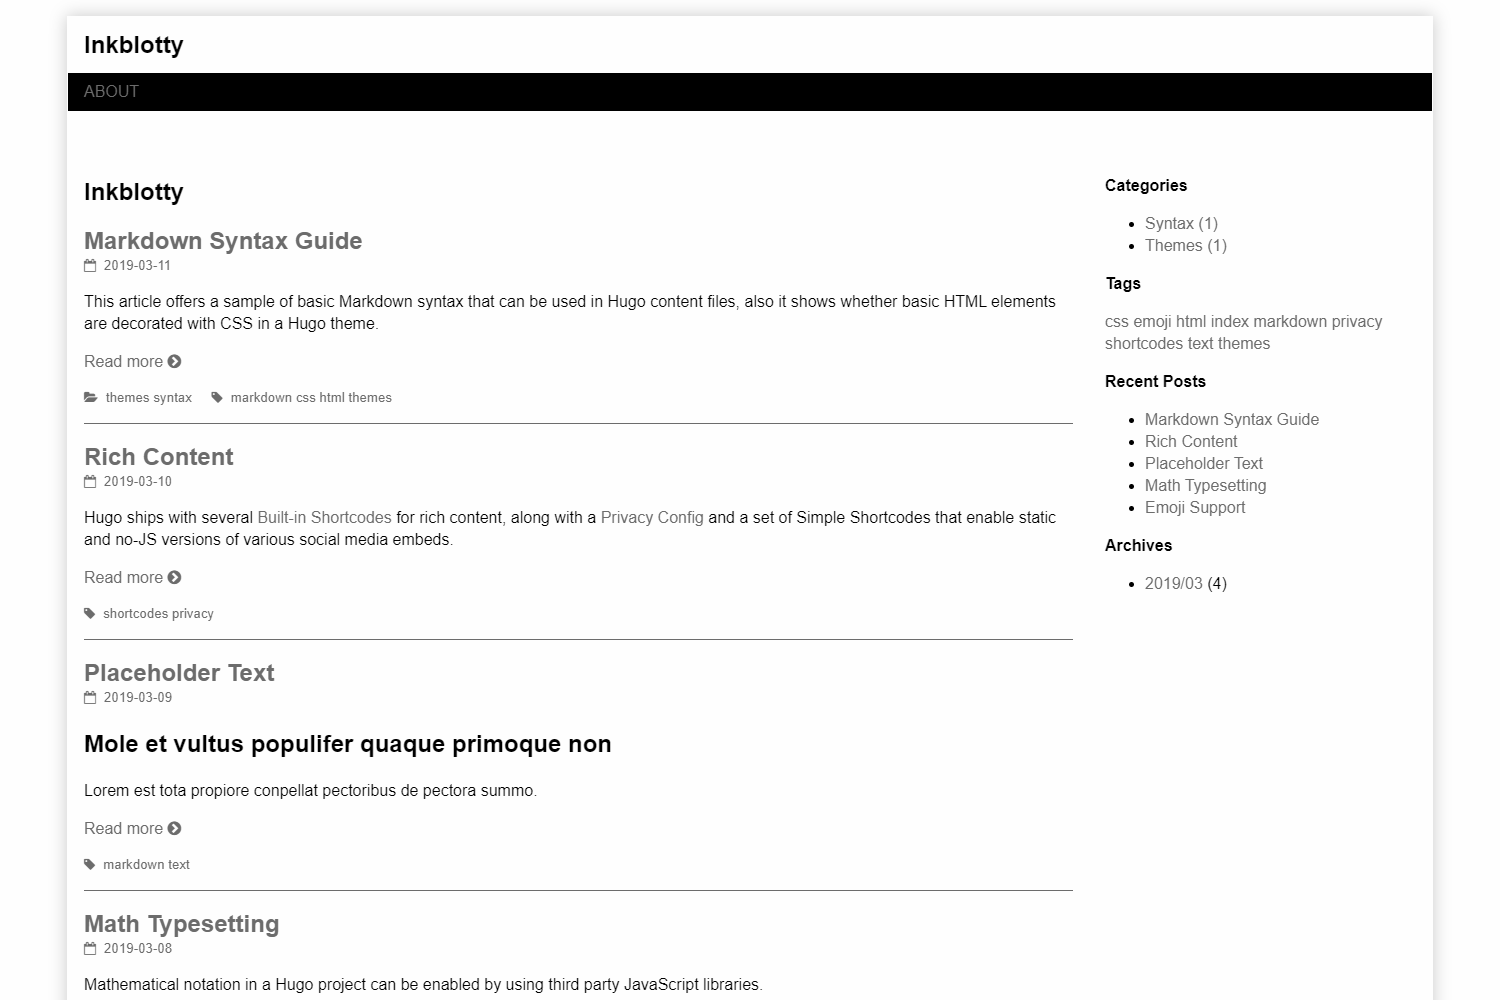 Inkblotty
ABOUT
Inkblotty
Markdown Syntax Guide
2019-03-11
This article offers a sample of basic Markdown syntax that can be used in Hugo content files, also it shows whether basic HTML elements
are decorated with CSS in a Hugo theme.
Read more
themes syntax markdown css html themes
Rich Content
2019-03-10
Hugo ships with several Built-in Shortcodes for rich content, along with a Privacy Config and a set of Simple Shortcodes that enable static
and no-JS versions of various social media embeds.
Read more
shortcodes privacy
Placeholder Text
2019-03-09
Mole et vultus populifer quaque primoque non
Lorem est tota propiore conpellat pectoribus de pectora summo.
Read more
markdown text
Math Typesetting
2019-03-08
Mathematical notation in a Hugo project can be enabled by using third party JavaScript libraries.
Categories
Syntax (1)
Themes (1)
Tags
css emoji html index markdown privacy
shortcodes text themes
Recent Posts
Markdown Syntax Guide
Rich Content
Placeholder Text
Math Typesetting
Emoji Support
Archives
2019/03 (4)